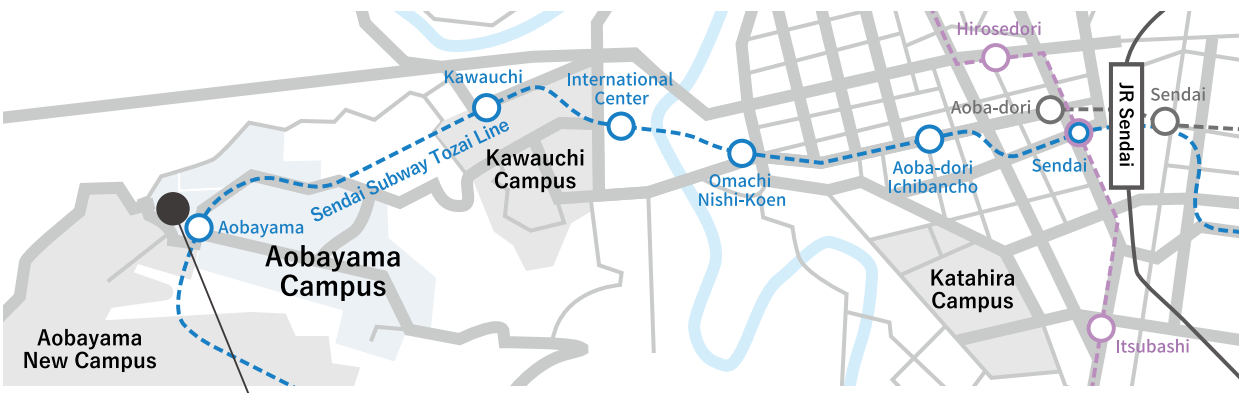 Hirosedori
Kawauchi
International
Center
Aoba-dori
JR Sendai
Sendai
Sendai Subway Tozai Line
Kawauchi
Campus
Omachi
Nishi-Koen
Aoba-dori
Ichibancho
Sendai
Aobayama
Aobayama
Campus
Katahira
Campus
Aobayama
New Campus
Itsubashi